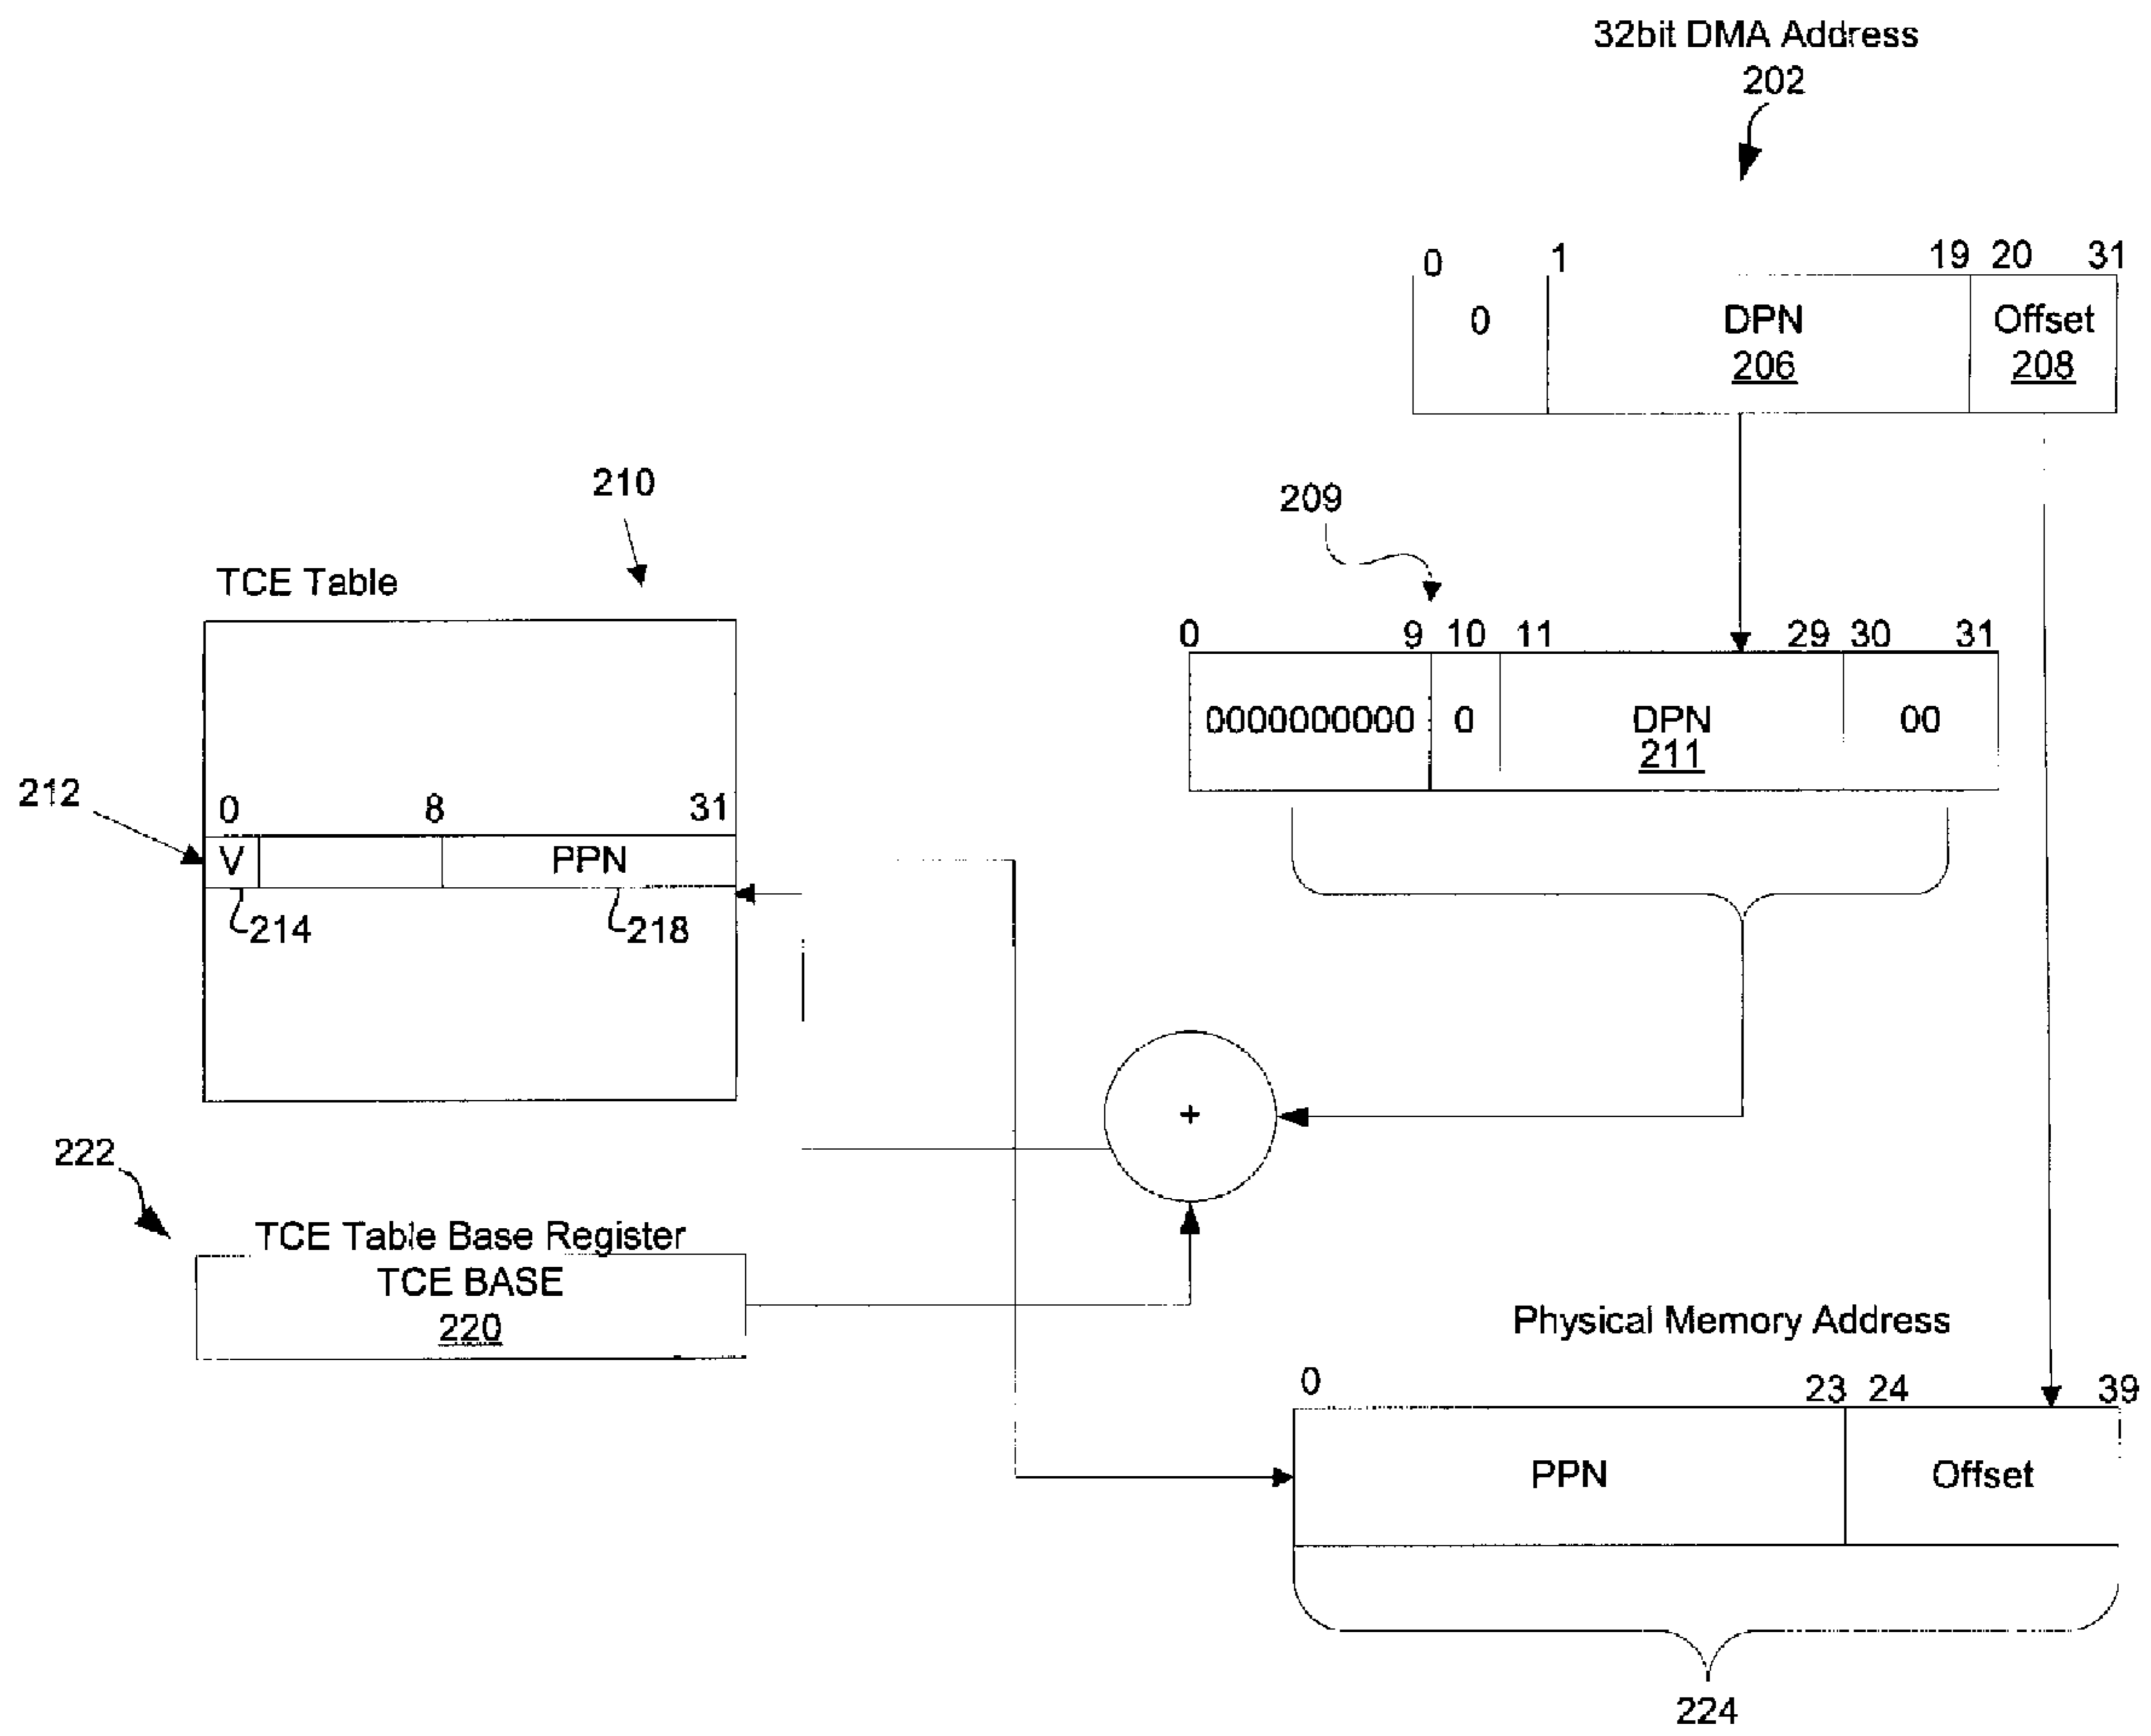 32bit DMA Address
202
0 1 19 20 31
0 DPN Offset
206 208
210
209
TCE Table
0 9 10 11 29 30 31
0000000000 0 DPN 00
211
212
0 8 31
V PPN
214 218
+
222
TCE Table Base Register
TCE BASE
220
Physical Memory Address
0 23 24 39
PPN Offset
224